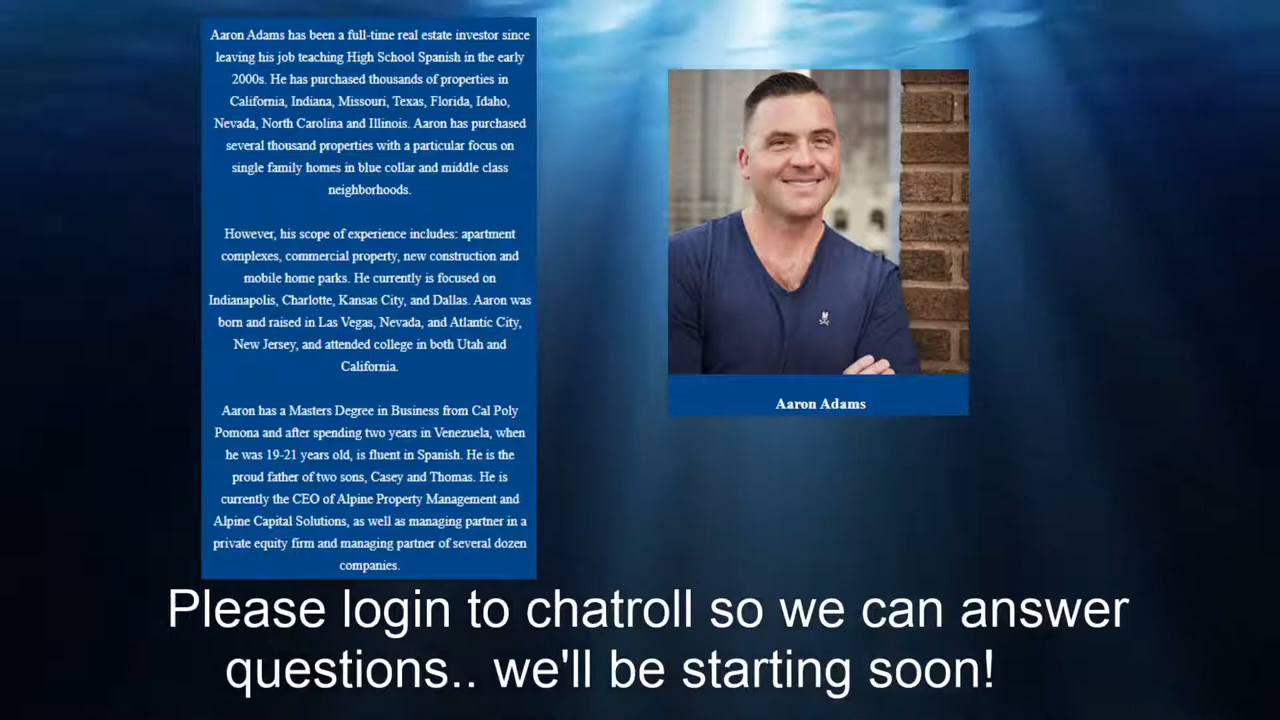 Aaron Adams has been a full-time real estate investor since
leaving his job teaching High School Spanish in the early
2000s. He has purchased thousands of properties in
California, Indiana, Missouri, Texas, Florida, Idaho,
Nevada, North Carolina and Illinois. Aaron has purchased
several thousand properties with a particular focus on
single family homes in blue collar and middle class
neighborhoods.
However, his scope of experience includes: apartment
complexes, commercial property, new construction and
mobile home parks. He currently is focused on
Indianapolis, Charlotte, Kansas City, and Dallas. Aaron was
born and raised in Las Vegas, Nevada, and Atlantic City,
New Jersey, and attended college in both Utah and
California.
Aaron has a Masters Degree in Business from Cal Poly
Pomona and after spending two years in Venezuela, when
he was 19-21 years old, is fluent in Spanish. He is the
proud father of two sons, Casey and Thomas. He is
currently the CEO of Alpine Property Management and
Alpine Capital Solutions, as well as managing partner in a
private equity firm and managing partner of several dozen
companies.
Aaron Adams
Please login to chatroll so we can answer
questions.. we'll be starting soon!